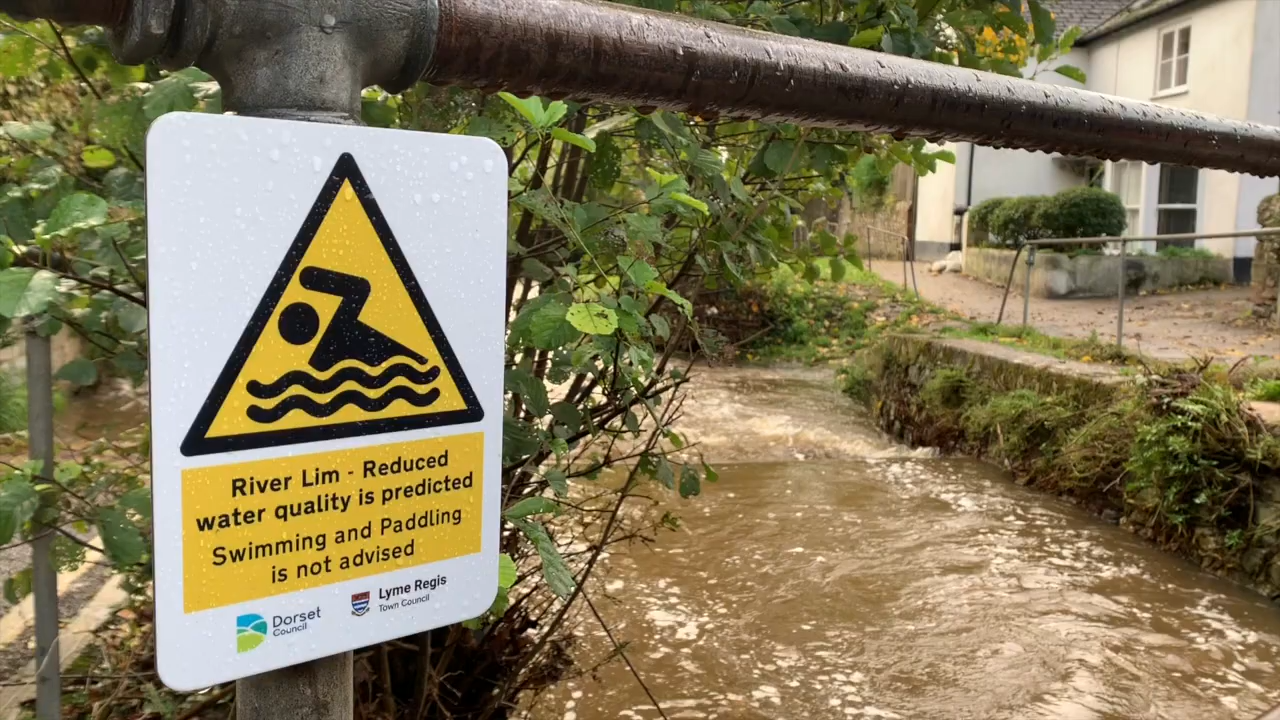 River Lim - Reduced
water quality is predicted
Swimming and Paddling
is not advised
Dorset
Council
Lyme Regis
Town Council